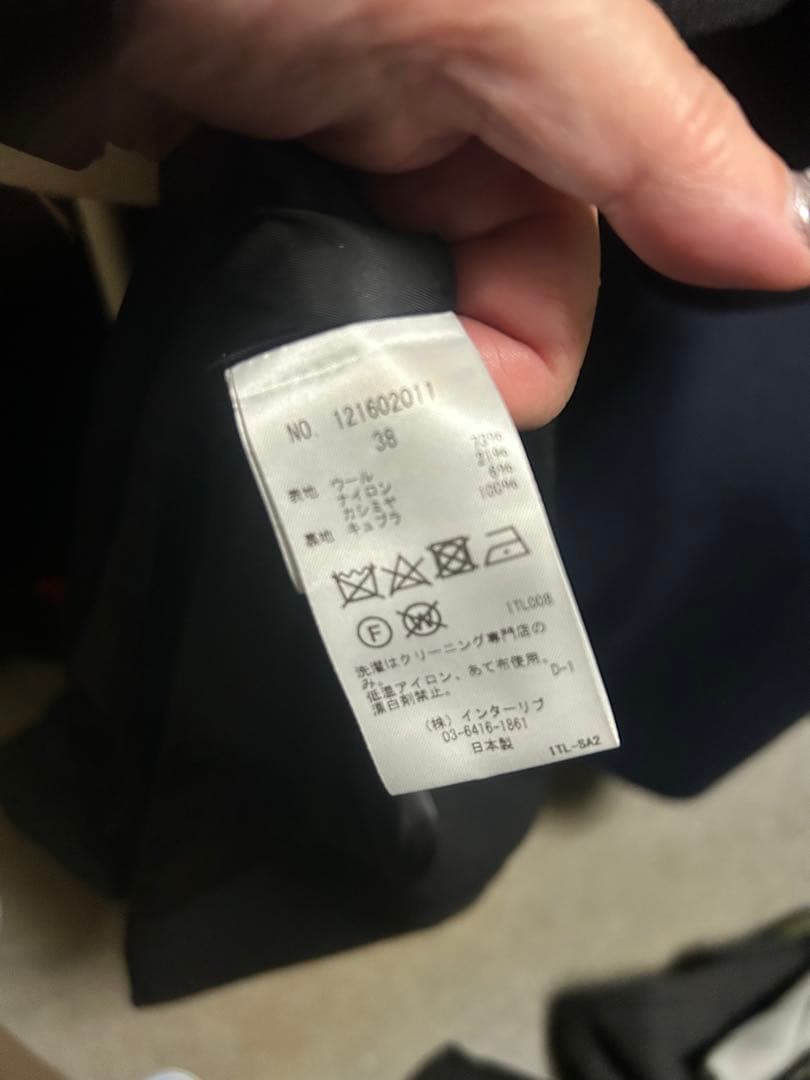 NO. 121602011
38
表地 ウール 73%
ナイロン 21%
カシミヤ 6%
裏地 キュプラ 100%
F W
ITL008
洗濯はクリーニング専門店の
み。
低温アイロン、あて布使用。
漂白剤禁止。 D-1
(株)インターリブ
03-6416-1861
日本製
ITL-SA2